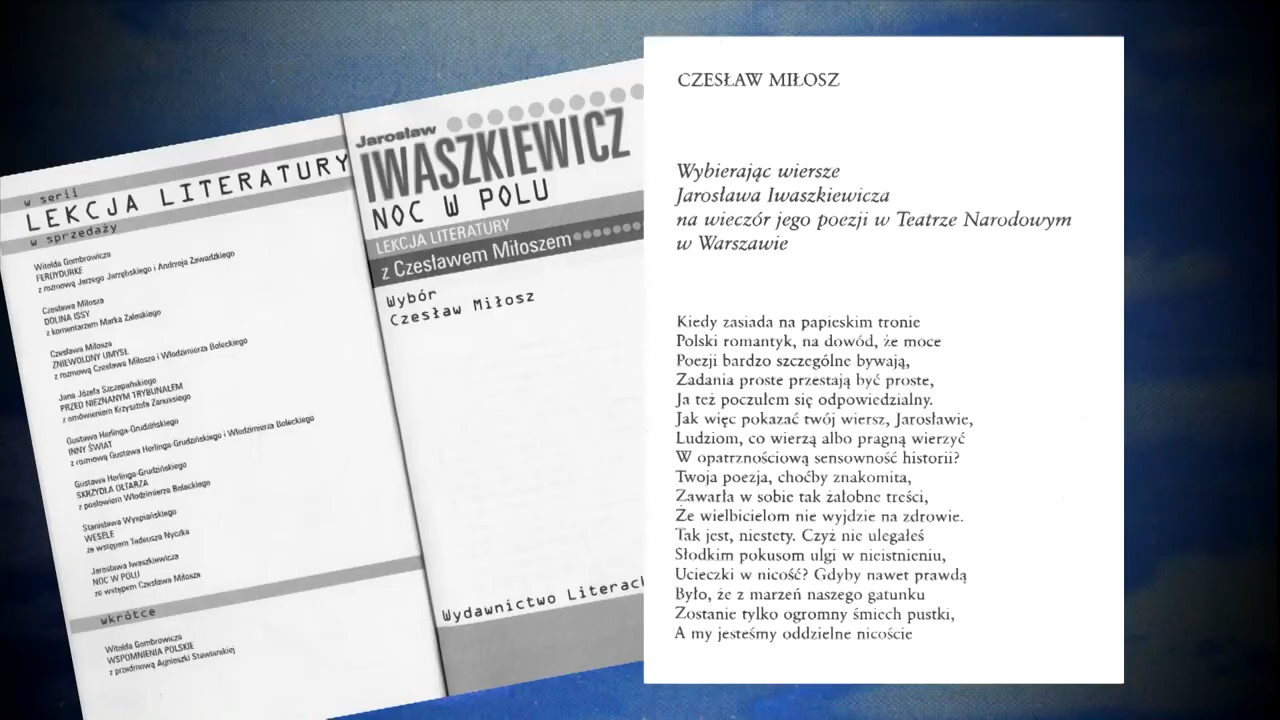 w serii
LEKCJA LITERATURY
w sprzedaży
Witolda Gombrowicza
FERDYDURKE
z rozmową Jerzego Jarzębskiego i Andrzeja Zawadzkiego
Czesława Miłosza
DOLINA ISSY
z komentarzem Marka Zaleskiego
Czesława Miłosza
ZNIEWOLONY UMYSŁ
z rozmową Czesława Miłosza i Włodzimierza Boleckiego
Jana Józefa Szczepańskiego
PRZED NIEZNANYM TRYBUNAŁEM
z omówieniem Krzysztofa Zanussiego
Gustawa Herlinga-Grudzińskiego
INNY ŚWIAT
z rozmową Gustawa Herlinga-Grudzińskiego i Włodzimierza Boleckiego
Gustawa Herlinga-Grudzińskiego
SKRZYDŁA OŁTARZA
z posłowiem Włodzimierza Boleckiego
Stanisława Wyspiańskiego
WESELE
ze wstępem Tadeusza Nyczka
Jarosława Iwaszkiewicza
NOC W POLU
ze wstępem Czesława Miłosza
wkrótce
Witolda Gombrowicza
WSPOMNIENIA POLSKIE
z przedmową Agnieszki Stawiarskiej
Jarosław
IWASZKIEWICZ
NOC W POLU
LEKCJA LITERATURY
z Czesławem Miłoszem
Wybór
Czesław Miłosz
Wydawnictwo Literack
CZESŁAW MIŁOSZ
Wybierając wiersze
Jarosława Iwaszkiewicza
na wieczór jego poezji w Teatrze Narodowym
w Warszawie
Kiedy zasiada na papieskim tronie
Polski romantyk, na dowód, że moce
Poezji bardzo szczególne bywają,
Zadania proste przestają być proste,
Ja też poczułem się odpowiedzialny.
Jak więc pokazać twój wiersz, Jarosławie,
Ludziom, co wierzą albo pragną wierzyć
W opatrznościową sensowność historii?
Twoja poezja, choćby znakomita,
Zawarła w sobie tak żałobne treści,
Że wielbicielom nie wyjdzie na zdrowie.
Tak jest, niestety. Czyż nie ulegałeś
Słodkim pokusom ulgi w nieistnieniu,
Ucieczki w nicość? Gdyby nawet prawdą
Było, że z marzeń naszego gatunku
Zostanie tylko ogromny śmiech pustki,
A my jesteśmy oddzielne nicoście